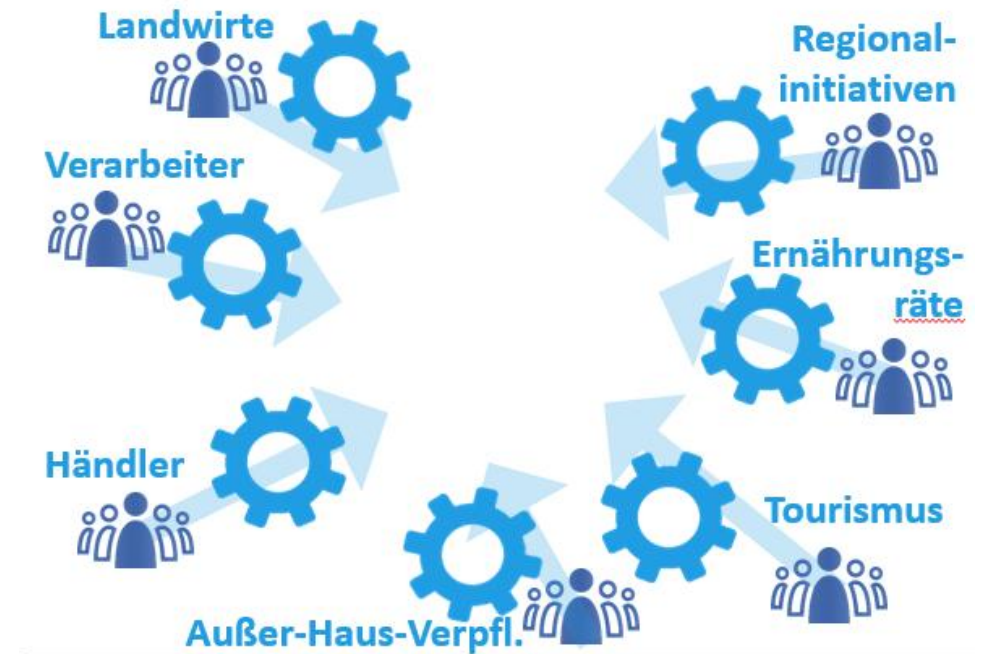 Landwirte
Regional-
initiativen
Verarbeiter
Ernährungs-
räte
Händler
Tourismus
Außer-Haus-Verpfl.